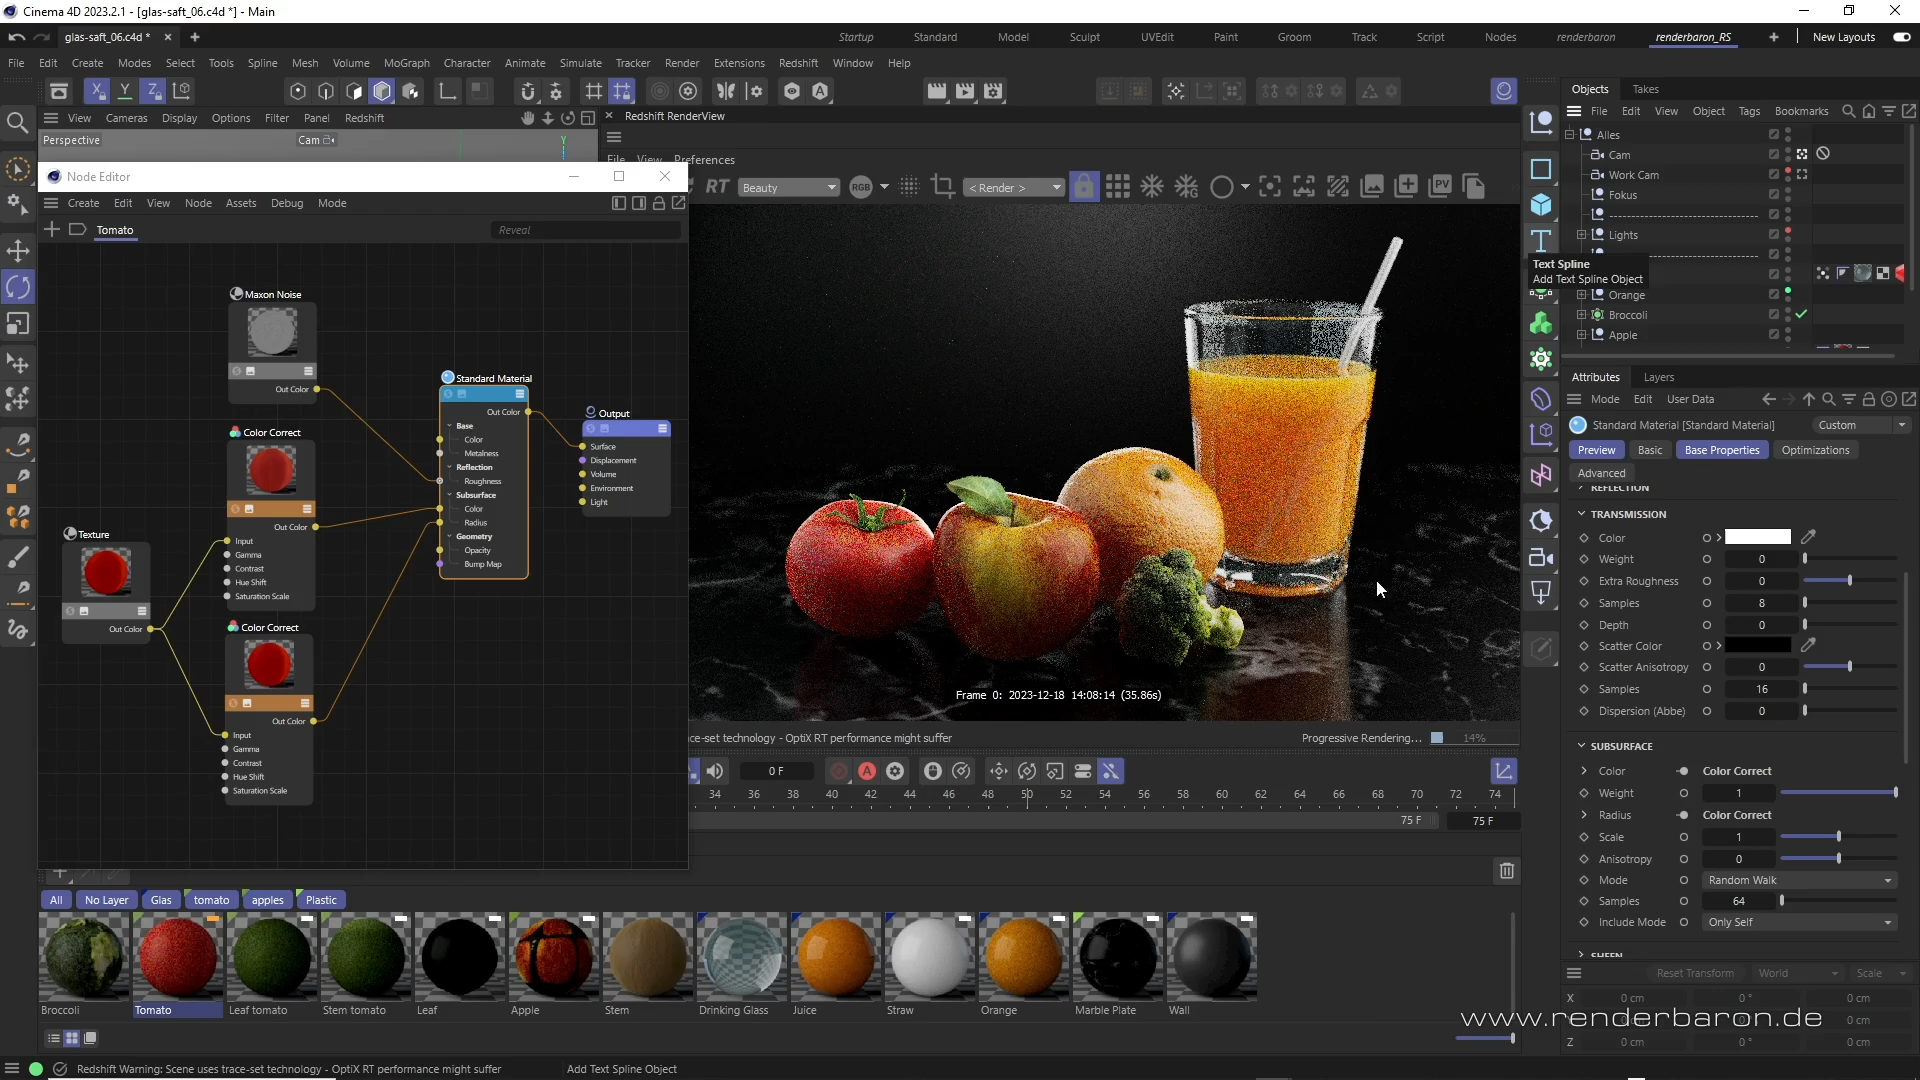 Cinema 4D 2023.2.1 - [glas-saft_06.c4d *] - Main
glas-saft_06.c4d *
Startup
Standard
Model
Sculpt
UVEdit
Paint
Groom
Track
Script
Nodes
renderbaron
renderbaron_RS
New Layouts
File Edit Create Modes Select Tools Spline Mesh Volume MoGraph Character Animate Simulate Tracker Render Extensions Redshift Window Help
View Cameras Display Options Filter Panel Redshift
Redshift RenderView
Perspective
Cam
Y
File View Preferences
Node Editor
RT
Beauty
RGB
< Render >
PV
Create Edit View Node Assets Debug Mode
Tomato
Reveal
Maxon Noise
Out Color
Color Correct
Out Color
Input
Gamma
Contrast
Hue Shift
Saturation Scale
Texture
Out Color
Color Correct
Out Color
Input
Gamma
Contrast
Hue Shift
Saturation Scale
Standard Material
Out Color
Base
Color
Metalness
Reflection
Roughness
Subsurface
Color
Radius
Geometry
Opacity
Bump Map
Output
Surface
Displacement
Volume
Environment
Light
Frame 0: 2023-12-18 14:08:14 (35.86s)
ce-set technology - OptiX RT performance might suffer
Progressive Rendering...
14%
0 F
34 36 38 40 42 44 46 48 50 52 54 56 58 60 62 64 66 68 70 72 74
75 F
75 F
All
No Layer
Glas
tomato
apples
Plastic
Broccoli
Tomato
Leaf tomato
Stem tomato
Leaf
Apple
Stem
Drinking Glass
Juice
Straw
Orange
Marble Plate
Wall
Redshift Warning: Scene uses trace-set technology - OptiX RT performance might suffer
Add Text Spline Object
Objects
Takes
File Edit View Object Tags Bookmarks
Alles
Cam
Work Cam
Fokus
Lights
Text Spline
Add Text Spline Object
Orange
Broccoli
Apple
Attributes
Layers
Mode Edit User Data
Standard Material [Standard Material]
Custom
Preview
Basic
Base Properties
Optimizations
Advanced
REFLECTION
TRANSMISSION
Color
Weight 0
Extra Roughness 0
Samples 8
Depth 0
Scatter Color
Scatter Anisotropy 0
Samples 16
Dispersion (Abbe) 0
SUBSURFACE
Color Color Correct
Weight 1
Radius Color Correct
Scale 1
Anisotropy 0
Mode Random Walk
Samples 64
Include Mode Only Self
SHEEN
Reset Transform World Scale
X 0 cm 0 ° 0 cm
www.renderbaron.de
Z 0 cm 0 ° 0 cm